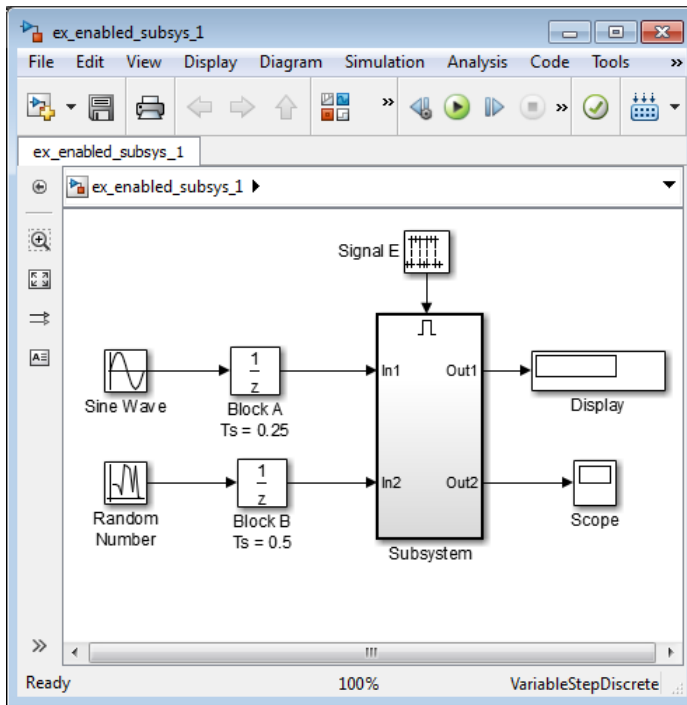 ex_enabled_subsys_1
File Edit View Display Diagram Simulation Analysis Code Tools »
» »
ex_enabled_subsys_1
ex_enabled_subsys_1
Signal E
In1 Out1
1
z
Sine Wave
Block A
Ts = 0.25
Display
In2 Out2
1
z
Random
Number
Block B
Ts = 0.5
Scope
Subsystem
»
Ready 100% VariableStepDiscrete